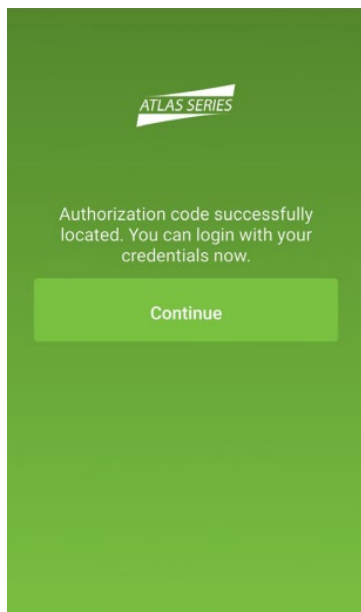 ATLAS SERIES
Authorization code successfully
located. You can login with your
credentials now.
Continue